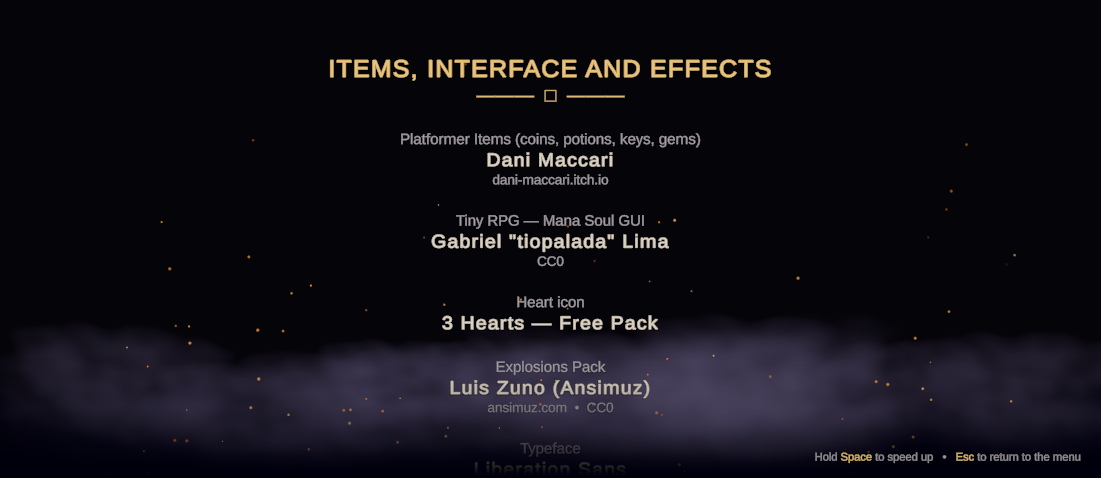 ITEMS, INTERFACE AND EFFECTS
Platformer Items (coins, potions, keys, gems)
Dani Maccari
dani-maccari.itch.io
Tiny RPG — Mana Soul GUI
Gabriel "tiopalada" Lima
CC0
Heart icon
3 Hearts — Free Pack
Explosions Pack
Luis Zuno (Ansimuz)
ansimuz.com • CC0
Typeface
Liberation Sans
Hold Space to speed up • Esc to return to the menu